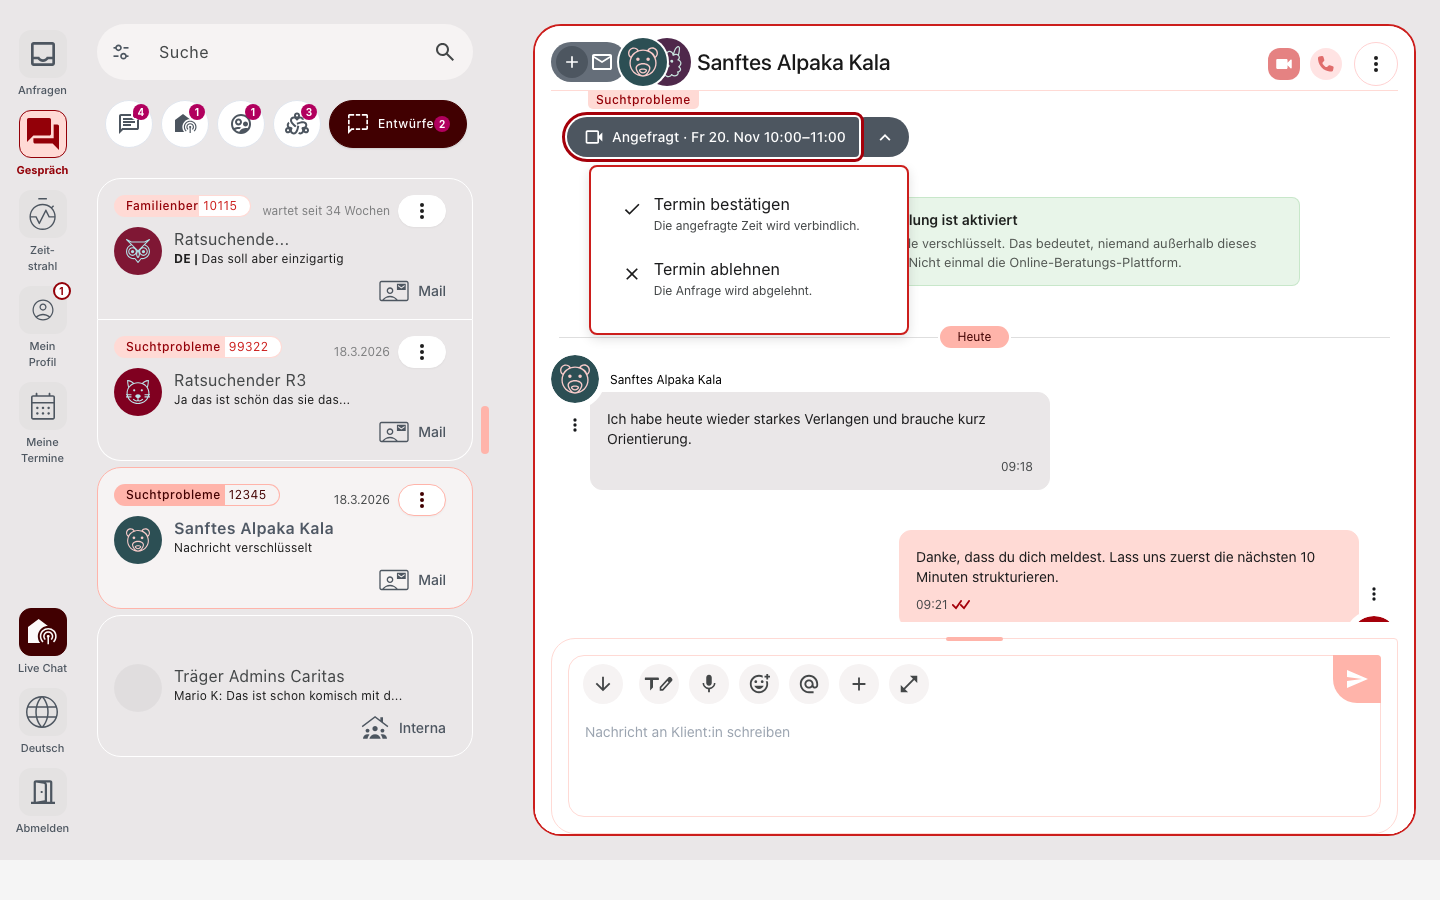 Anfragen
Gespräch
Zeit-
strahl
1
Mein
Profil
Meine
Termine
Live Chat
Deutsch
Abmelden
Suche
4
1
1
3
Entwürfe 2
Familienber 10115
wartet seit 34 Wochen
Ratsuchende...
DE | Das soll aber einzigartig
Mail
Suchtprobleme 99322
18.3.2026
Ratsuchender R3
Ja das ist schön das sie das...
Mail
Suchtprobleme 12345
18.3.2026
Sanftes Alpaka Kala
Nachricht verschlüsselt
Mail
Träger Admins Caritas
Mario K: Das ist schon komisch mit d...
Interna
Sanftes Alpaka Kala
Suchtprobleme
Angefragt · Fr 20. Nov 10:00–11:00
Termin bestätigen
Die angefragte Zeit wird verbindlich.
Termin ablehnen
Die Anfrage wird abgelehnt.
lung ist aktiviert
le verschlüsselt. Das bedeutet, niemand außerhalb dieses
Nicht einmal die Online-Beratungs-Plattform.
Heute
Sanftes Alpaka Kala
Ich habe heute wieder starkes Verlangen und brauche kurz
Orientierung.
09:18
Danke, dass du dich meldest. Lass uns zuerst die nächsten 10
Minuten strukturieren.
09:21
Nachricht an Klient:in schreiben